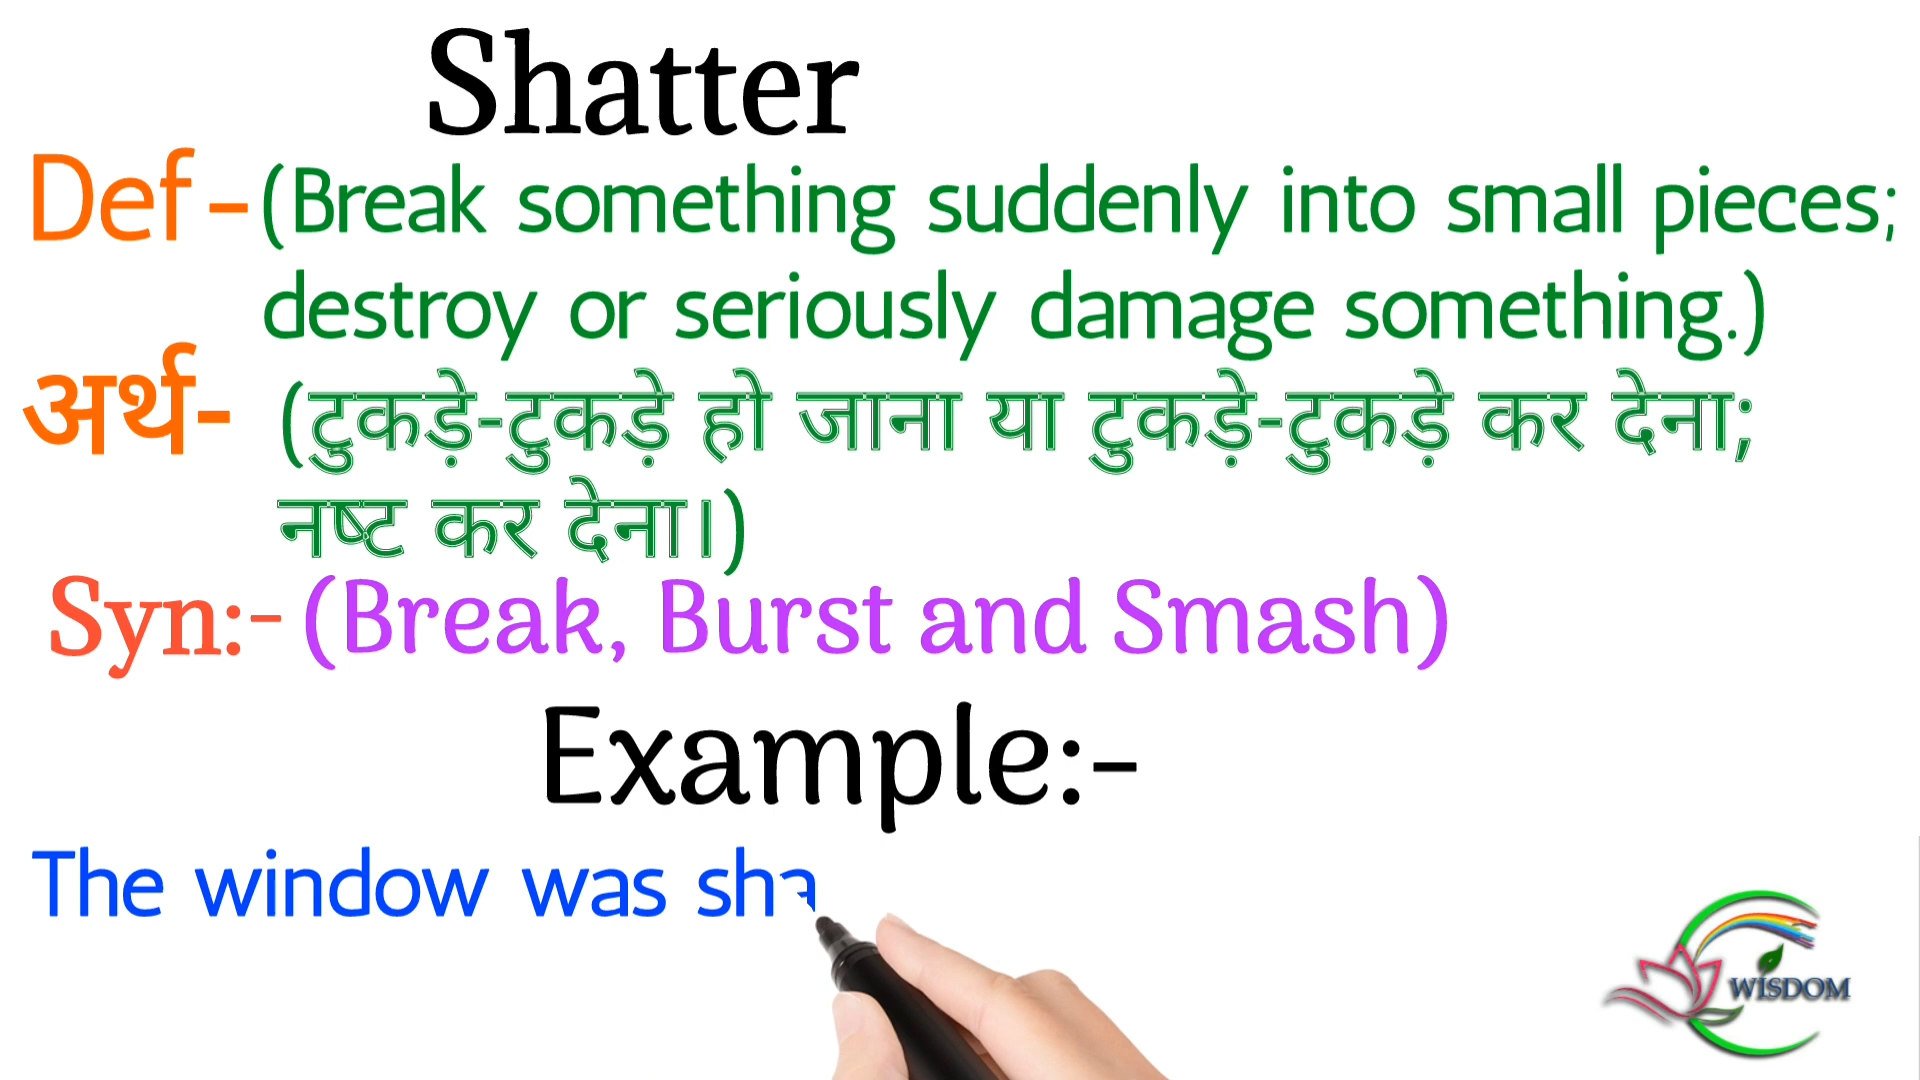 Shatter
Def - (Break something suddenly into small pieces;
destroy or seriously damage something.)
अर्थ- (टुकड़े-टुकड़े हो जाना या टुकड़े-टुकड़े कर देना;
नष्ट कर देना।)
Syn:- (Break, Burst and Smash)
Example:-
The window was sha
WISDOM